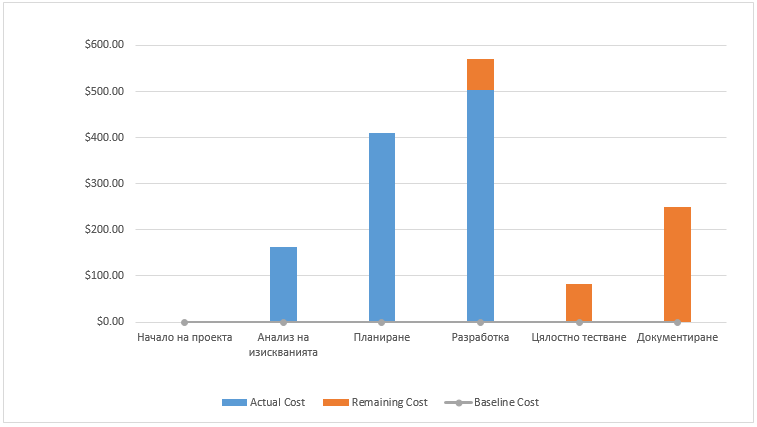 $600.00
$500.00
$400.00
$300.00
$200.00
$100.00
$0.00
Начало на проекта
Анализ на
изискванията
Планиране
Разработка
Цялостно тестване
Документиране
Actual Cost
Remaining Cost
Baseline Cost